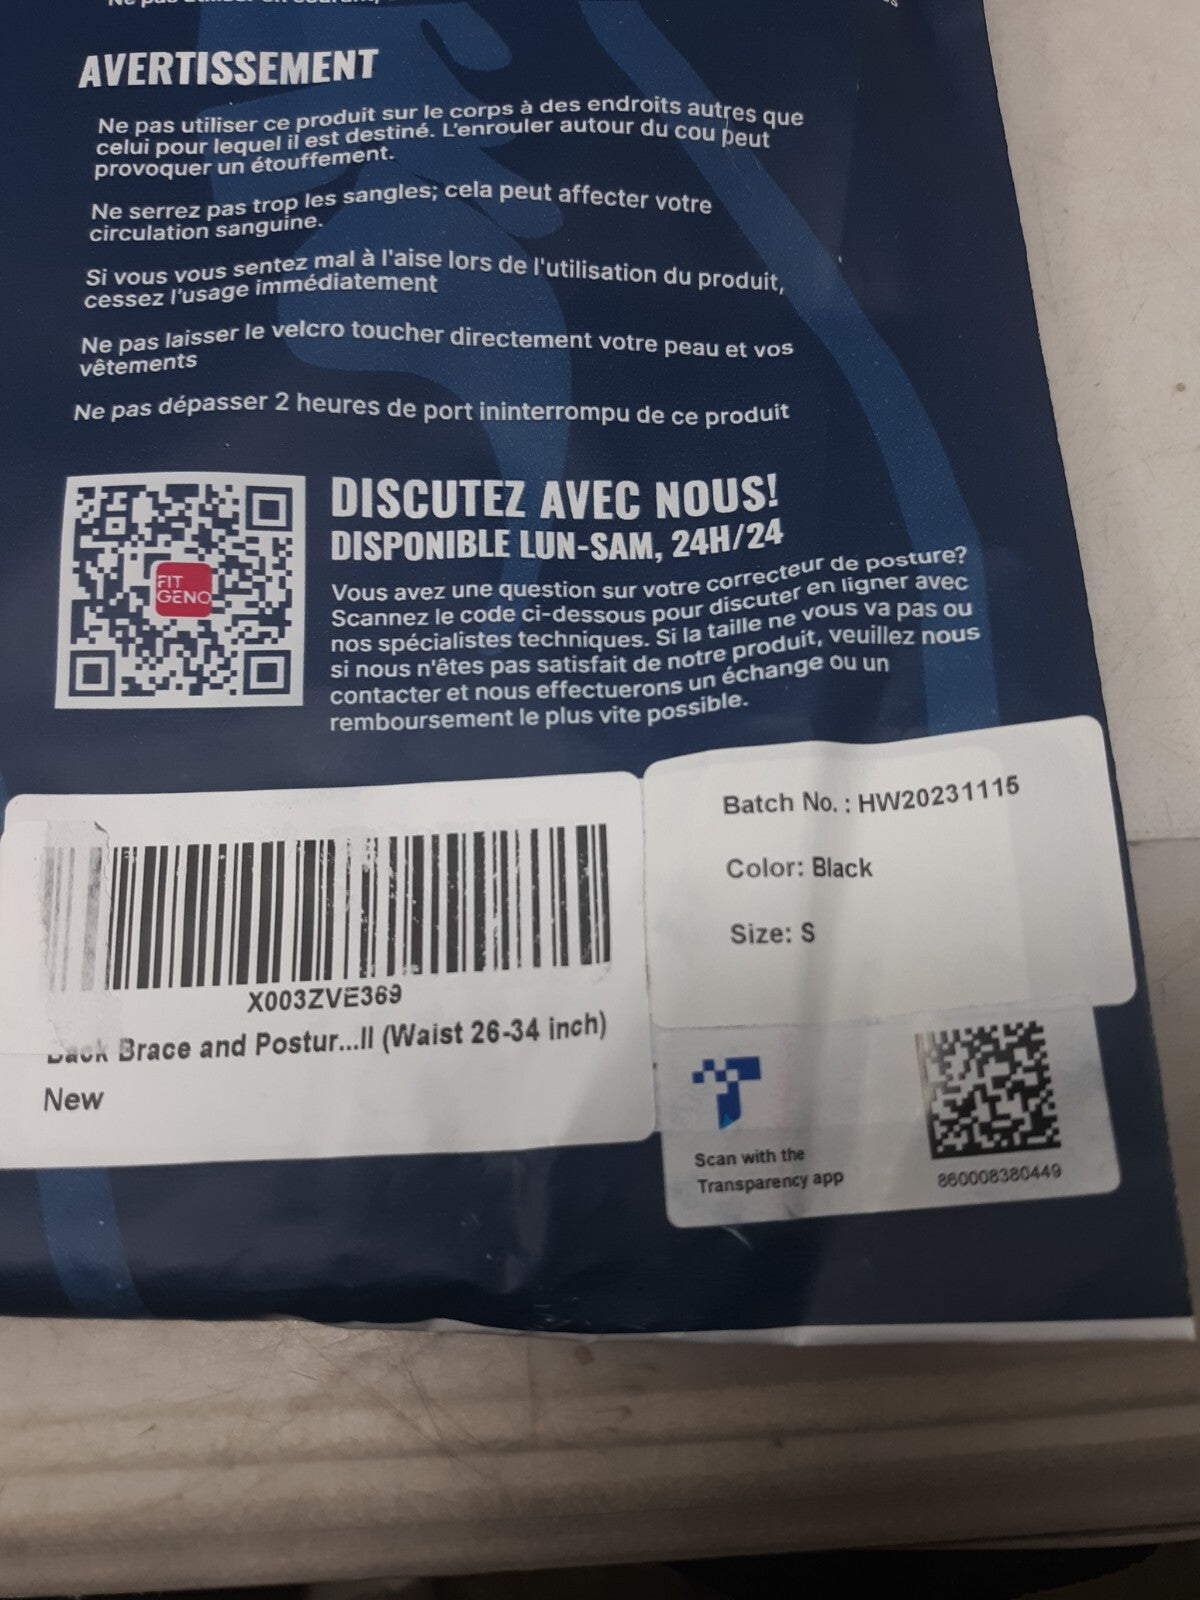 AVERTISSEMENT
Ne pas utiliser ce produit sur le corps à des endroits autres que
celui pour lequel il est destiné. L'enrouler autour du cou peut
provoquer un étouffement.
Ne serrez pas trop les sangles; cela peut affecter votre
circulation sanguine.
Si vous vous sentez mal à l'aise lors de l'utilisation du produit,
cessez l'usage immédiatement
Ne pas laisser le velcro toucher directement votre peau et vos
vêtements
Ne pas dépasser 2 heures de port ininterrompu de ce produit
FIT
GENO
DISCUTEZ AVEC NOUS!
DISPONIBLE LUN-SAM, 24H/24
Vous avez une question sur votre correcteur de posture?
Scannez le code ci-dessous pour discuter en ligner avec
nos spécialistes techniques. Si la taille ne vous va pas ou
si nous n'êtes pas satisfait de notre produit, veuillez nous
contacter et nous effectuerons un échange ou un
remboursement le plus vite possible.
X003ZVE369
Back Brace and Postur...ll (Waist 26-34 inch)
New
Batch No. : HW20231115
Color: Black
Size: S
Scan with the
Transparency app
860008380449